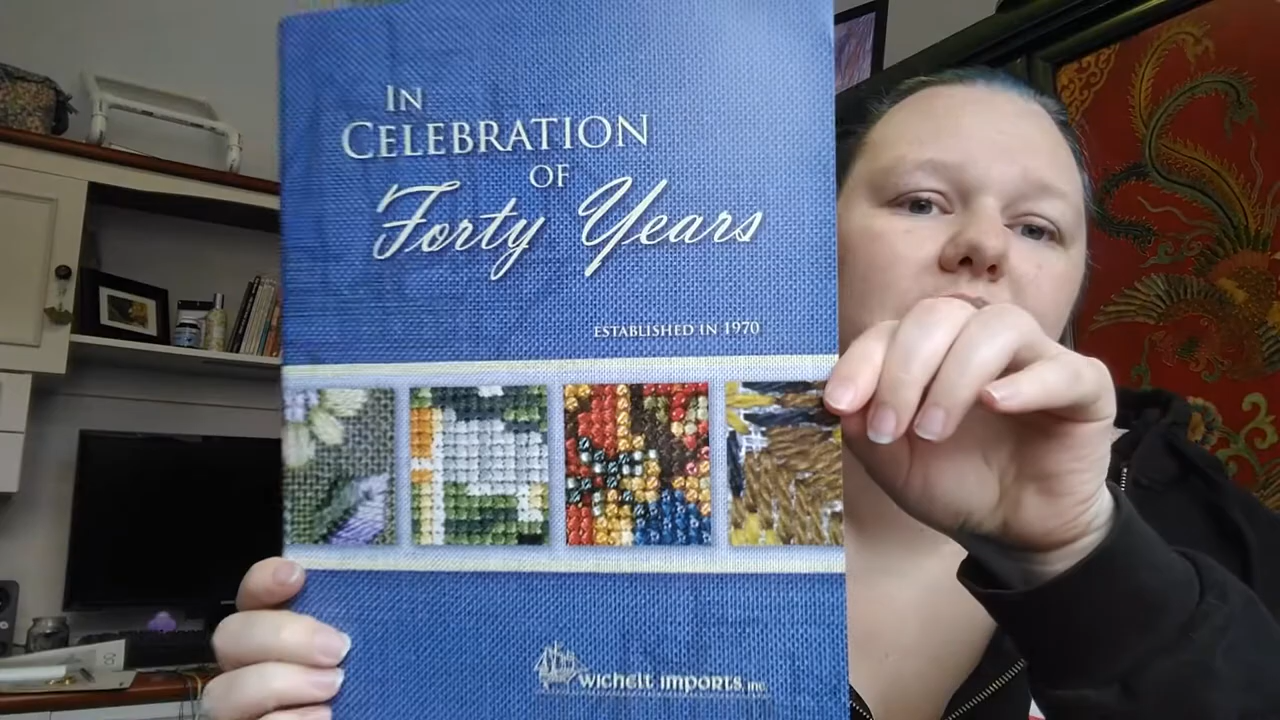 IN
CELEBRATION
OF
Forty Years
ESTABLISHED IN 1970
wichelt imports, inc.